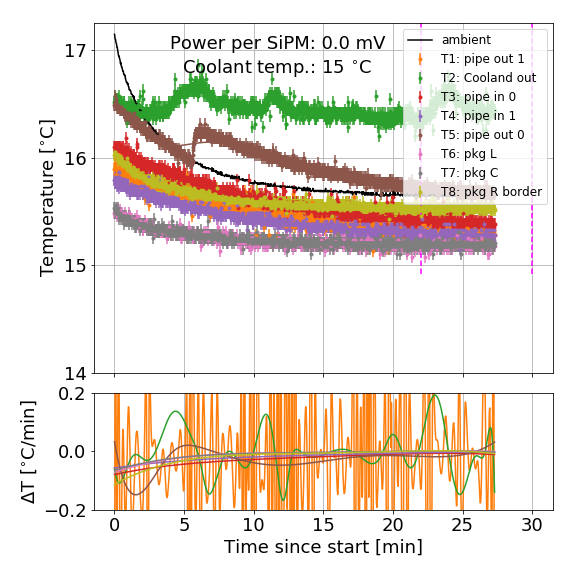 Power per SiPM: 0.0 mV
Coolant temp.: 15 °C
ambient
T1: pipe out 1
T2: Cooland out
T3: pipe in 0
T4: pipe in 1
T5: pipe out 0
T6: pkg L
T7: pkg C
T8: pkg R border
Temperature [°C]
17
16
15
14
ΔT [°C/min]
0.2
0.0
−0.2
0 5 10 15 20 25 30
Time since start [min]